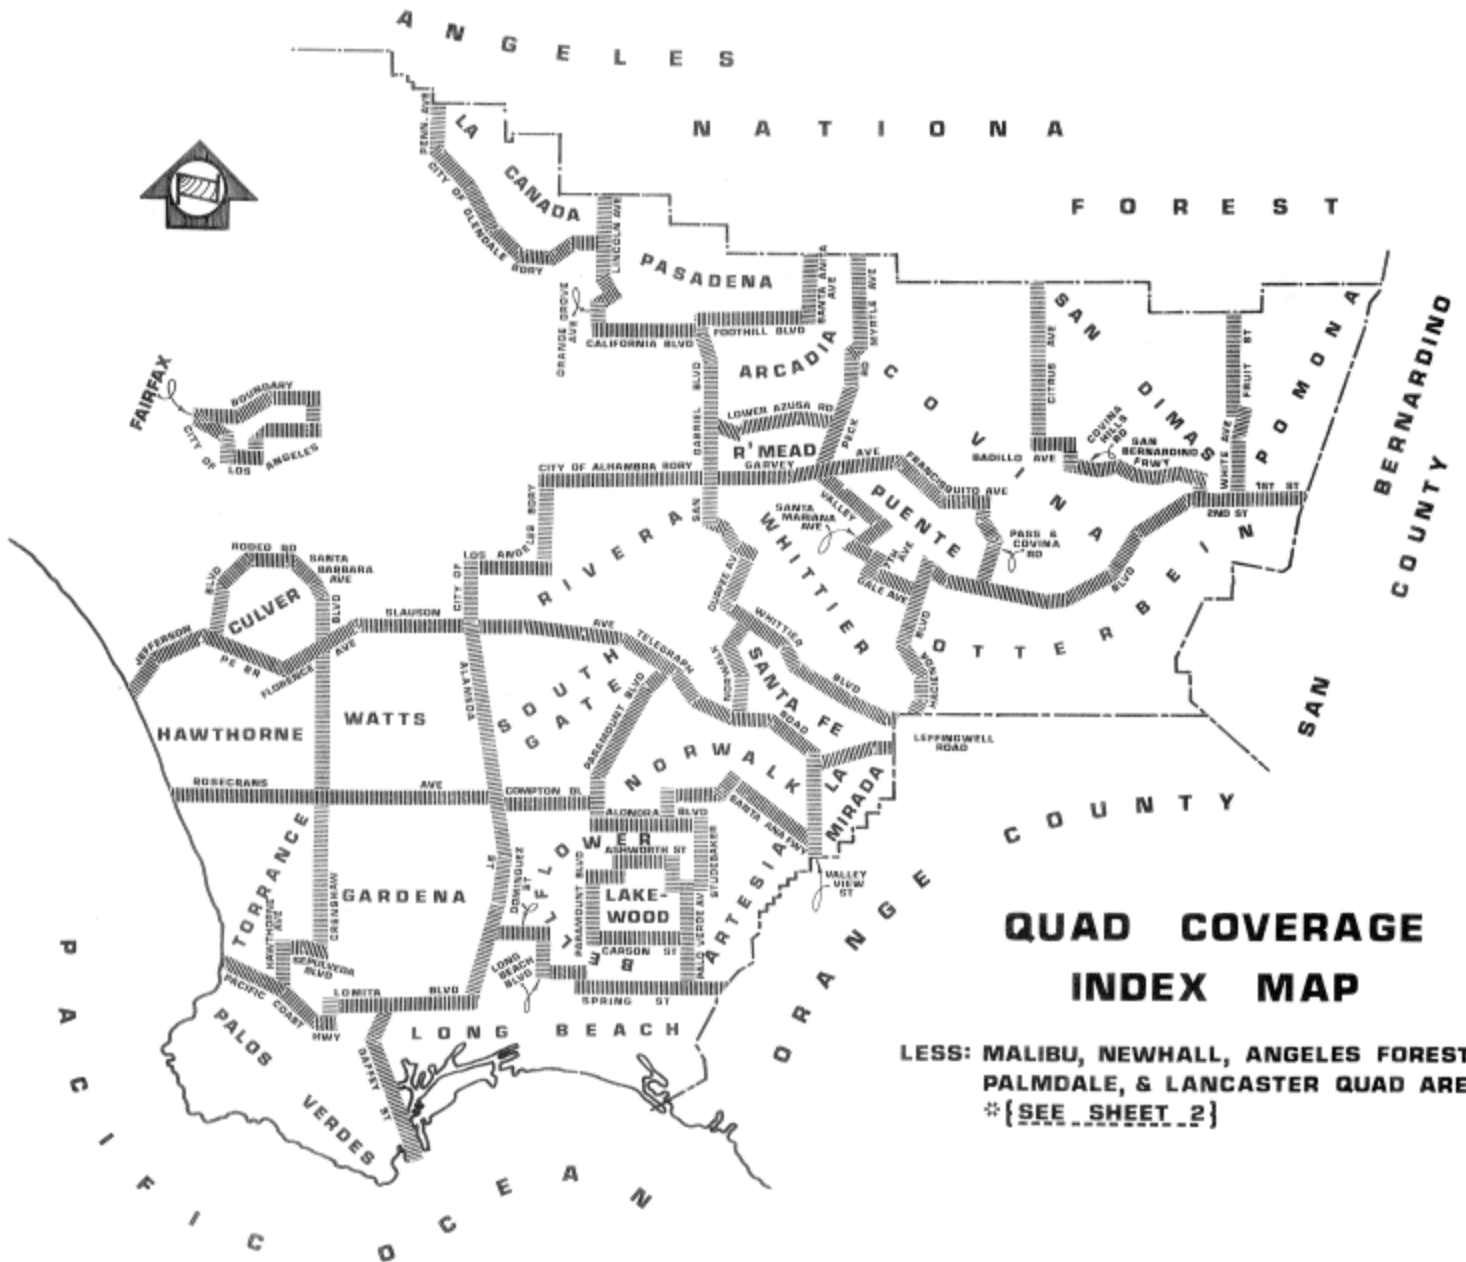 ANGELES
NATIONA
FOREST
PENN. AVE
LA
CANADA
CITY OF GLENDALE BDRY
LINCOLN AVE
PASADENA
SANTA ANITA
AVE
MYRTLE AVE
ORANGE GROVE
AVE
CALIFORNIA BLVD
FOOTHILL BLVD
ARCADIA
SAN GABRIEL BLVD
LOWER AZUSA RD
PECK RD
R'MEAD
COVINA
CITRUS AVE
SAN
DIMAS
FRUIT ST
WHITE AVE
POMONA
SAN
BERNARDINO
COUNTY
FAIRFAX
BOUNDARY
CITY OF
LOS
ANGELES
CITY OF ALHAMBRA BDRY
GARVEY
AVE
FRANCISQUITO AVE
BADILLO AVE
COVINA
HILLS
RD
SAN
BERNARDINO
FRWY
1ST ST
2ND ST
CITY OF
LOS ANGELES BDRY
RIVERA
WHITTIER
VALLEY
PUENTE
SANTA
MARIANA
AVE
7TH
AVE
GALE AVE
PASS &
COVINA
RD
BLVD
OTTERBEIN
RODEO RD
SANTA
BARBARA
AVE
BLVD
CULVER
BLVD
JEFFERSON
FLORENCE
AVE
SLAUSON
AVE
DURFEE AV
WHITTIER
BLVD
TELEGRAPH
ROAD
NORWALK
SANTA FE
HACIENDA
BLVD
LEFFINGWELL
ROAD
HAWTHORNE
WATTS
ALAMEDA
ST
SOUTH
GATE
PARAMOUNT BLVD
NORWALK
LA
MIRADA
ROSECRANS
AVE
COMPTON BL
ALONDRA BLVD
SANTA ANA FWY
TORRANCE
GARDENA
CRENSHAW
HAWTHORNE
AVE
SEPULVEDA
BLVD
DOMINGUEZ
ST
BELLFLOWER
ASHWORTH ST
PARAMOUNT BLVD
LAKE-
WOOD
CARSON ST
STUDEBAKER
PALO VERDE AV
ARTESIA
VALLEY
VIEW
ST
LONG
BEACH
BLVD
SPRING ST
PACIFIC COAST
HWY
LOMITA
BLVD
LONG BEACH
PALOS
VERDES
GAFFEY
ST
PACIFIC OCEAN
ORANGE COUNTY
QUAD COVERAGE
INDEX MAP
LESS: MALIBU, NEWHALL, ANGELES FOREST
PALMDALE, & LANCASTER QUAD ARE
*[SEE SHEET 2]